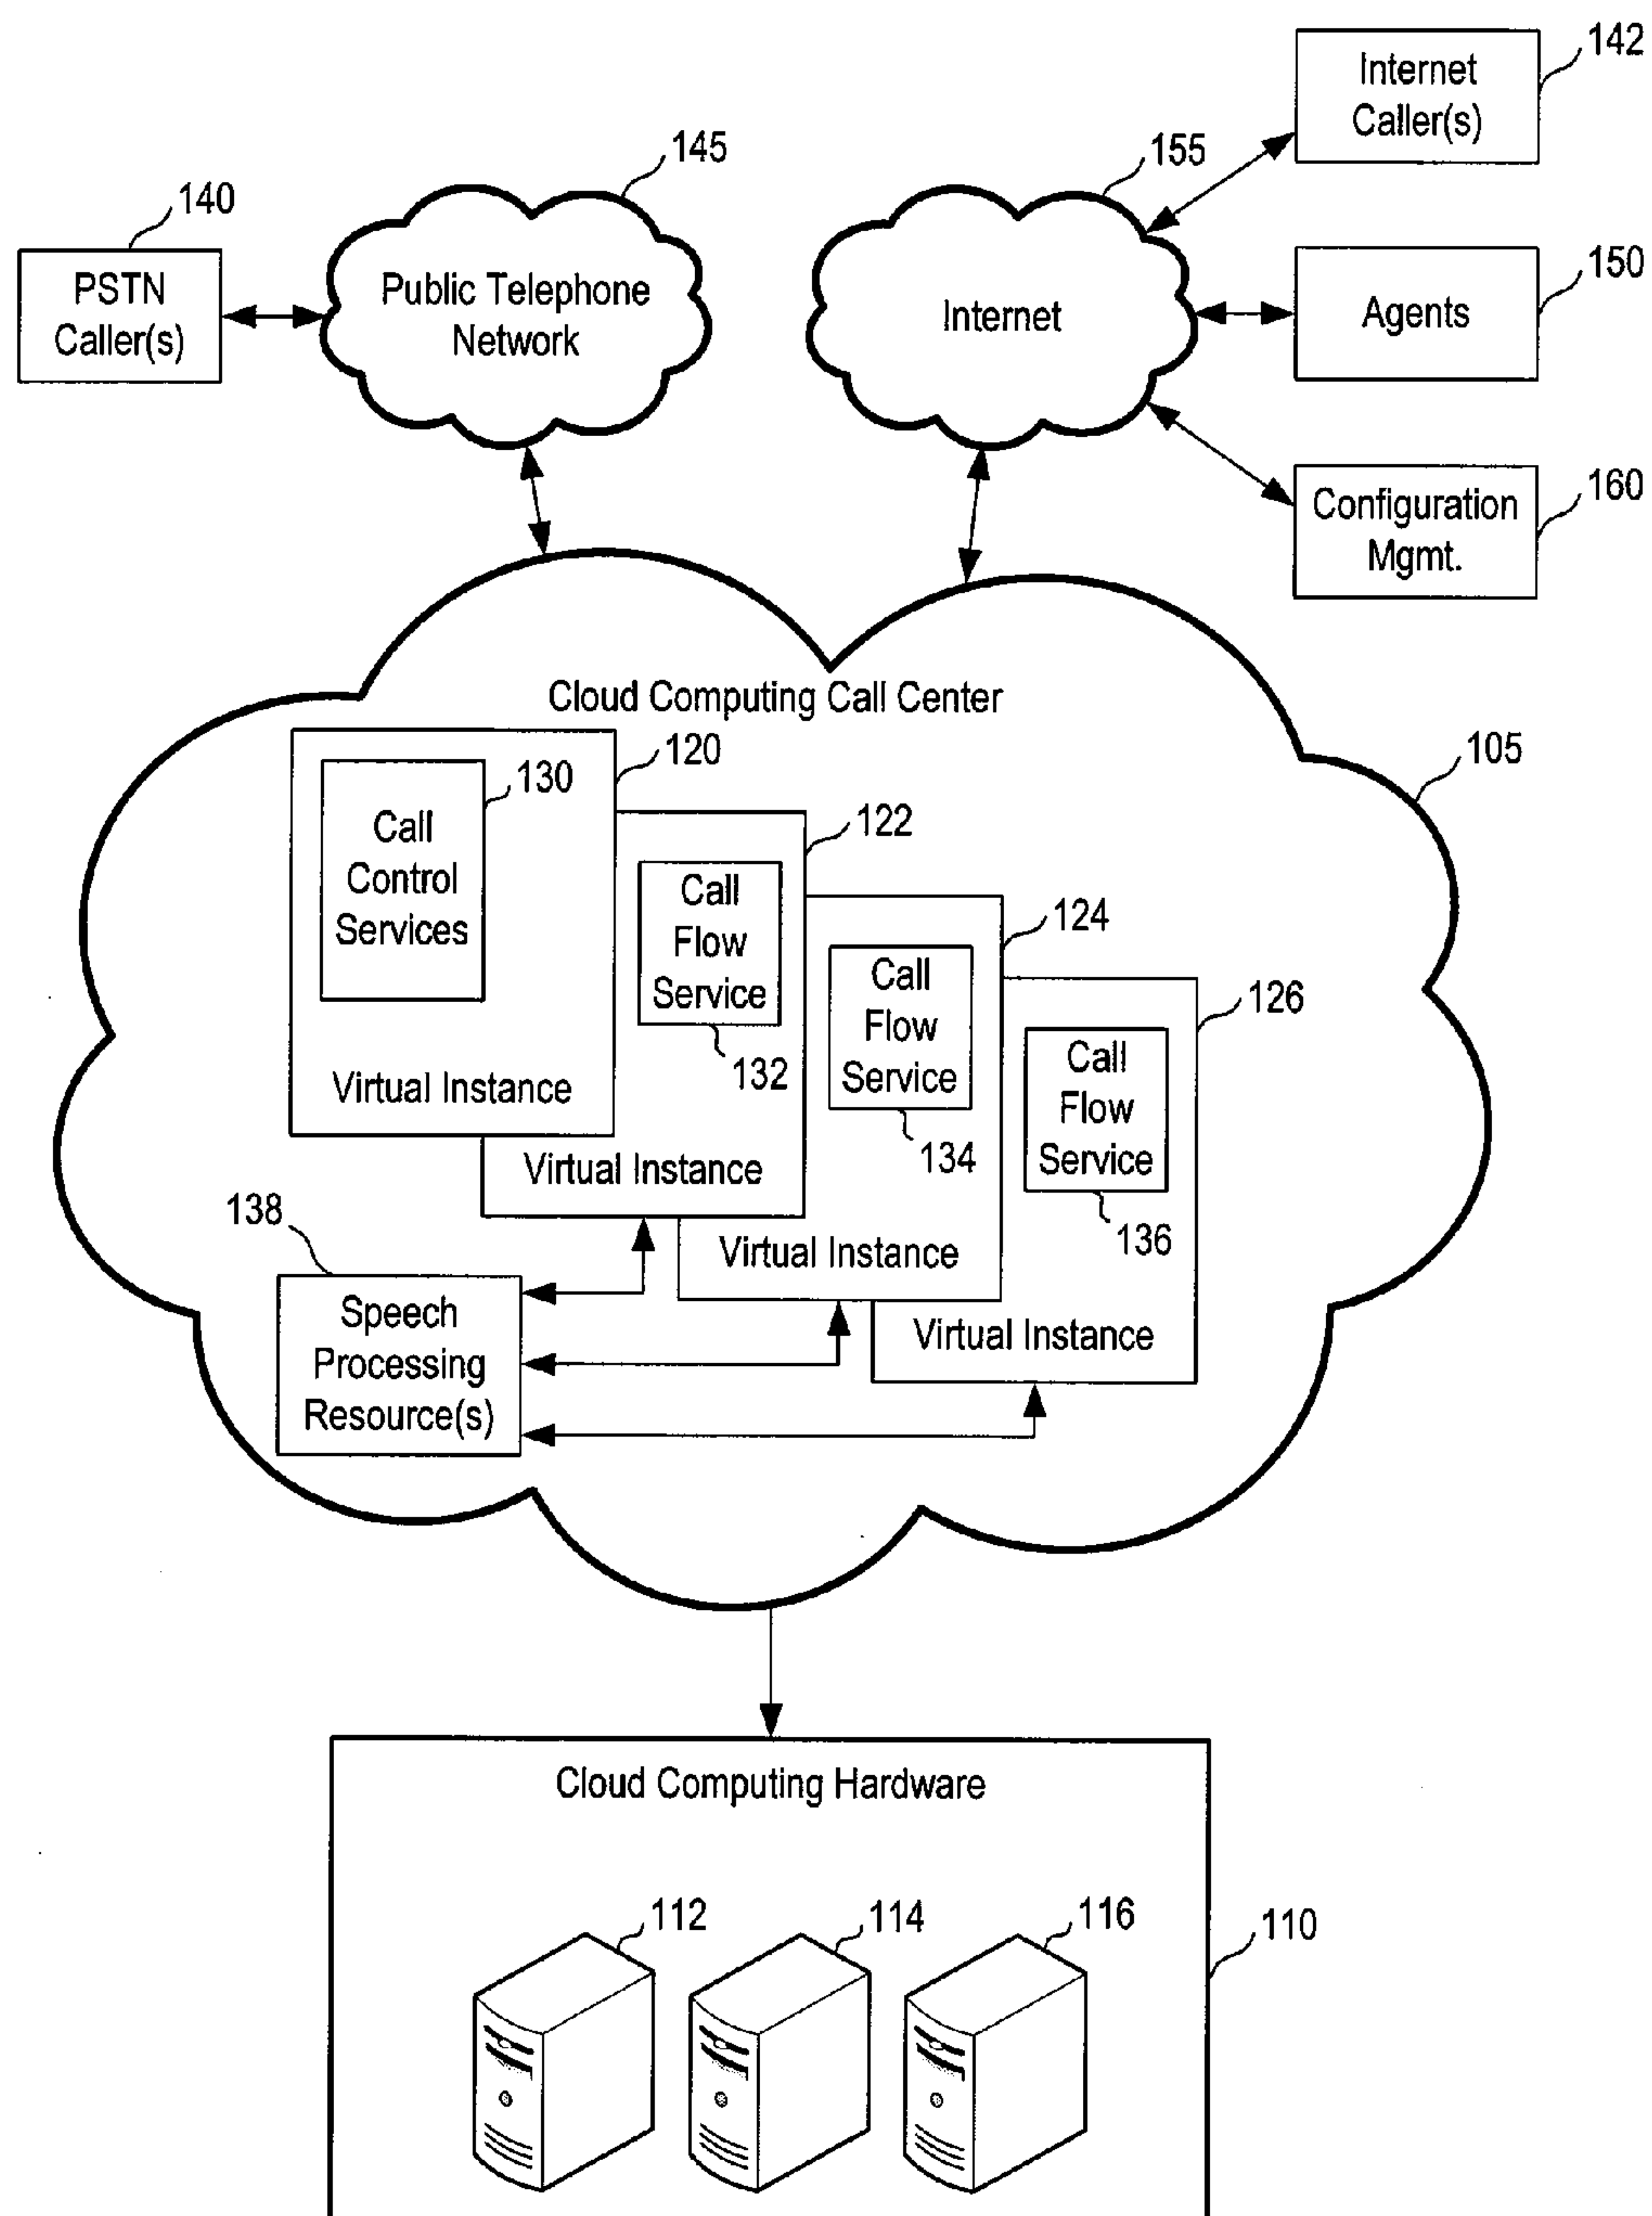 142
Internet
Caller(s)
145
155
140
PSTN
Caller(s)
Public Telephone
Network
Internet
150
Agents
160
Configuration
Mgmt.
Cloud Computing Call Center
105
120
130
Call
Control
Services
Virtual Instance
122
Call
Flow
Service
132
Virtual Instance
124
Call
Flow
Service
134
Virtual Instance
126
Call
Flow
Service
136
Virtual Instance
138
Speech
Processing
Resource(s)
Cloud Computing Hardware
112
114
116
110